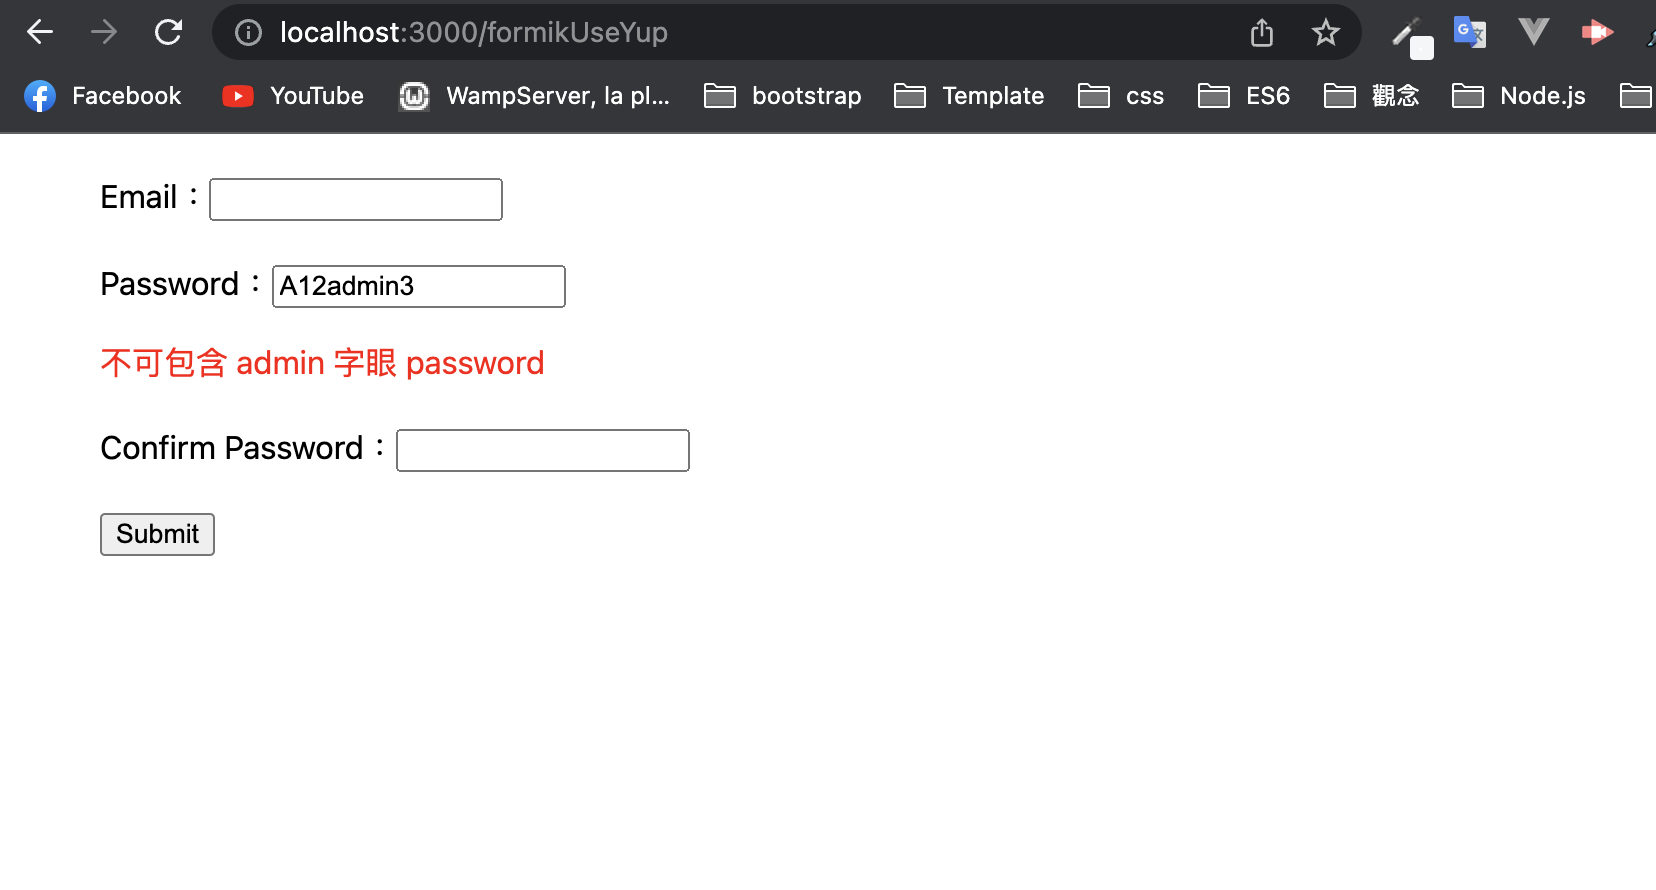 localhost:3000/formikUseYup
Facebook YouTube WampServer, la pl... bootstrap Template css ES6 觀念 Node.js
Email：
Password：A12admin3
不可包含 admin 字眼 password
Confirm Password：
Submit